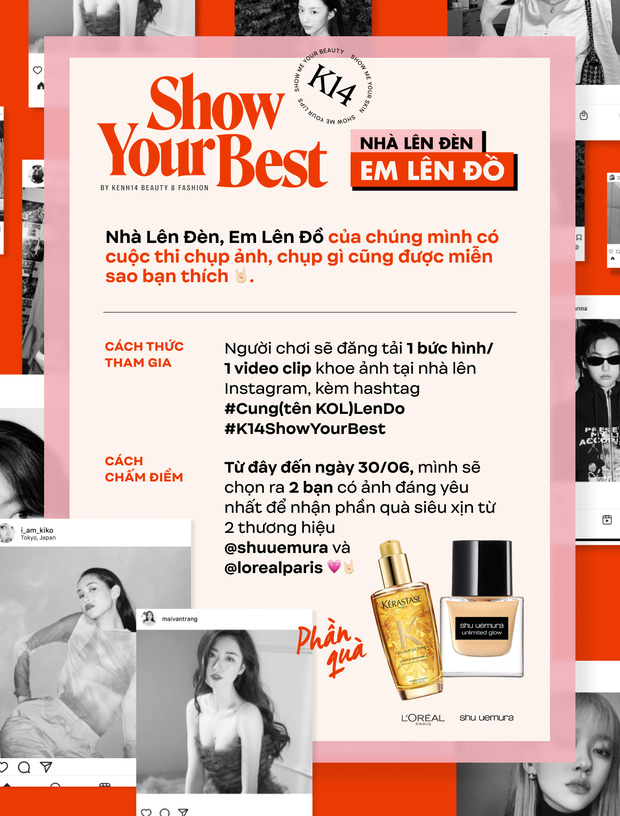 SHOW ME YOUR BEAUTY
SHOW ME YOUR SKIN
SHOW ME YOUR LIPS
K14
Show
Your Best
BY KENH14 BEAUTY & FASHION
NHÀ LÊN ĐÈN
EM LÊN ĐỒ
Nhà Lên Đèn, Em Lên Đồ của chúng mình có
cuộc thi chụp ảnh, chụp gì cũng được miễn
sao bạn thích 🤘🏻.
CÁCH THỨC
THAM GIA
Người chơi sẽ đăng tải 1 bức hình/
1 video clip khoe ảnh tại nhà lên
Instagram, kèm hashtag
#Cung(tên KOL)LenDo
#K14ShowYourBest
CÁCH
CHẤM ĐIỂM
Từ đây đến ngày 30/06, mình sẽ
chọn ra 2 bạn có ảnh đáng yêu
nhất để nhận phần quà siêu xịn từ
2 thương hiệu
@shuuemura và
@lorealparis 💗🤘🏻
i_am_kiko
Tokyo, Japan
maivantrang
Phần
quà
KÉRASTASE
PARIS
K
shu uemura
unlimited glow
L'ORÉAL
PARIS
shu uemura